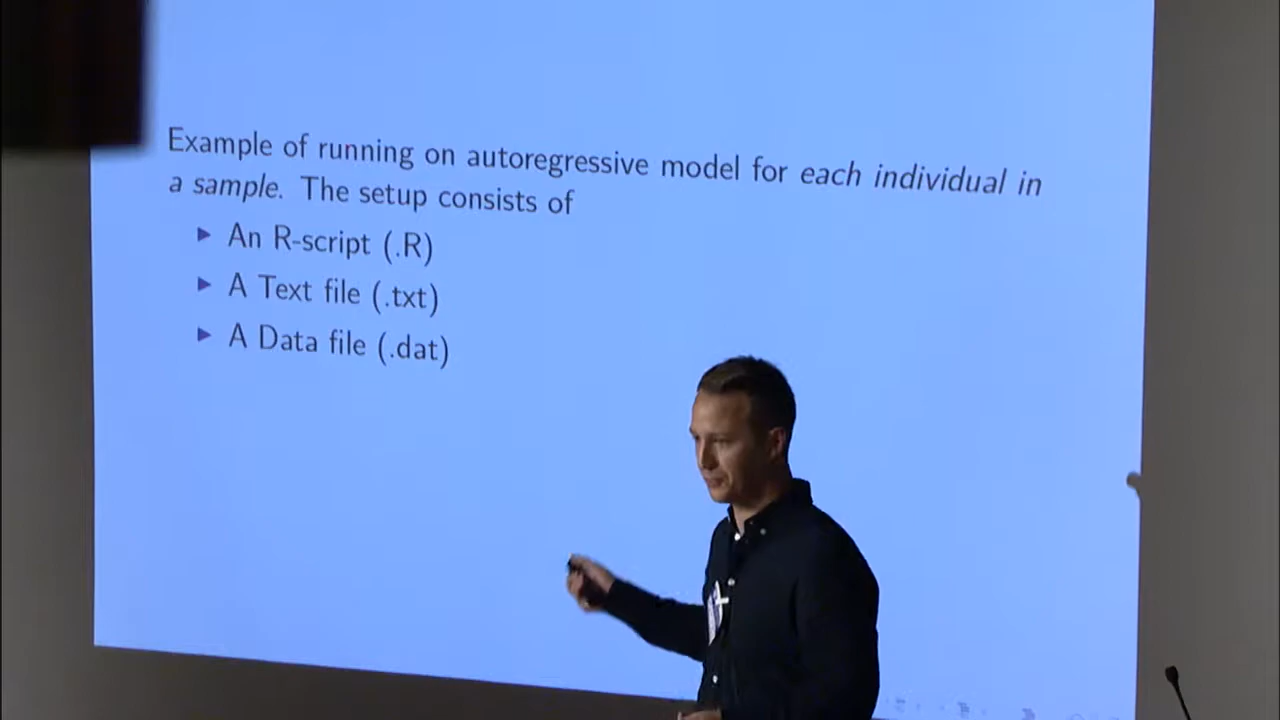 Example of running on autoregressive model for each individual in
a sample. The setup consists of
An R-script (.R)
A Text file (.txt)
A Data file (.dat)